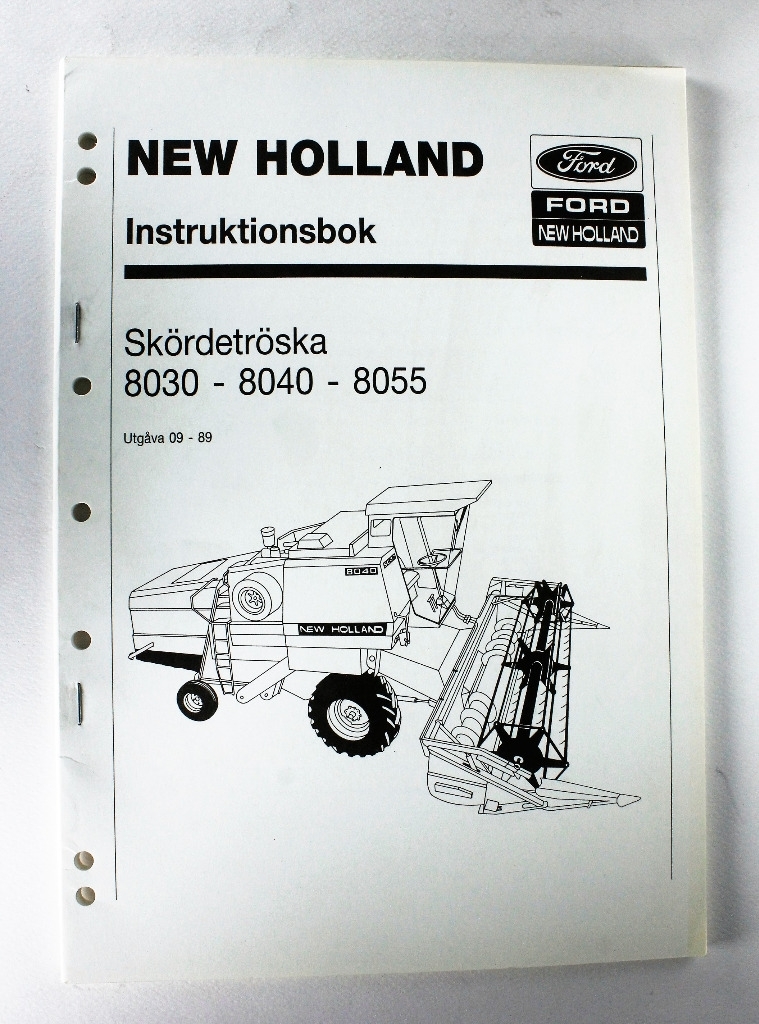 NEW HOLLAND
Ford
FORD
NEW HOLLAND
Instruktionsbok
Skördetröska
8030 - 8040 - 8055
Utgåva 09 - 89
8040
NEW HOLLAND